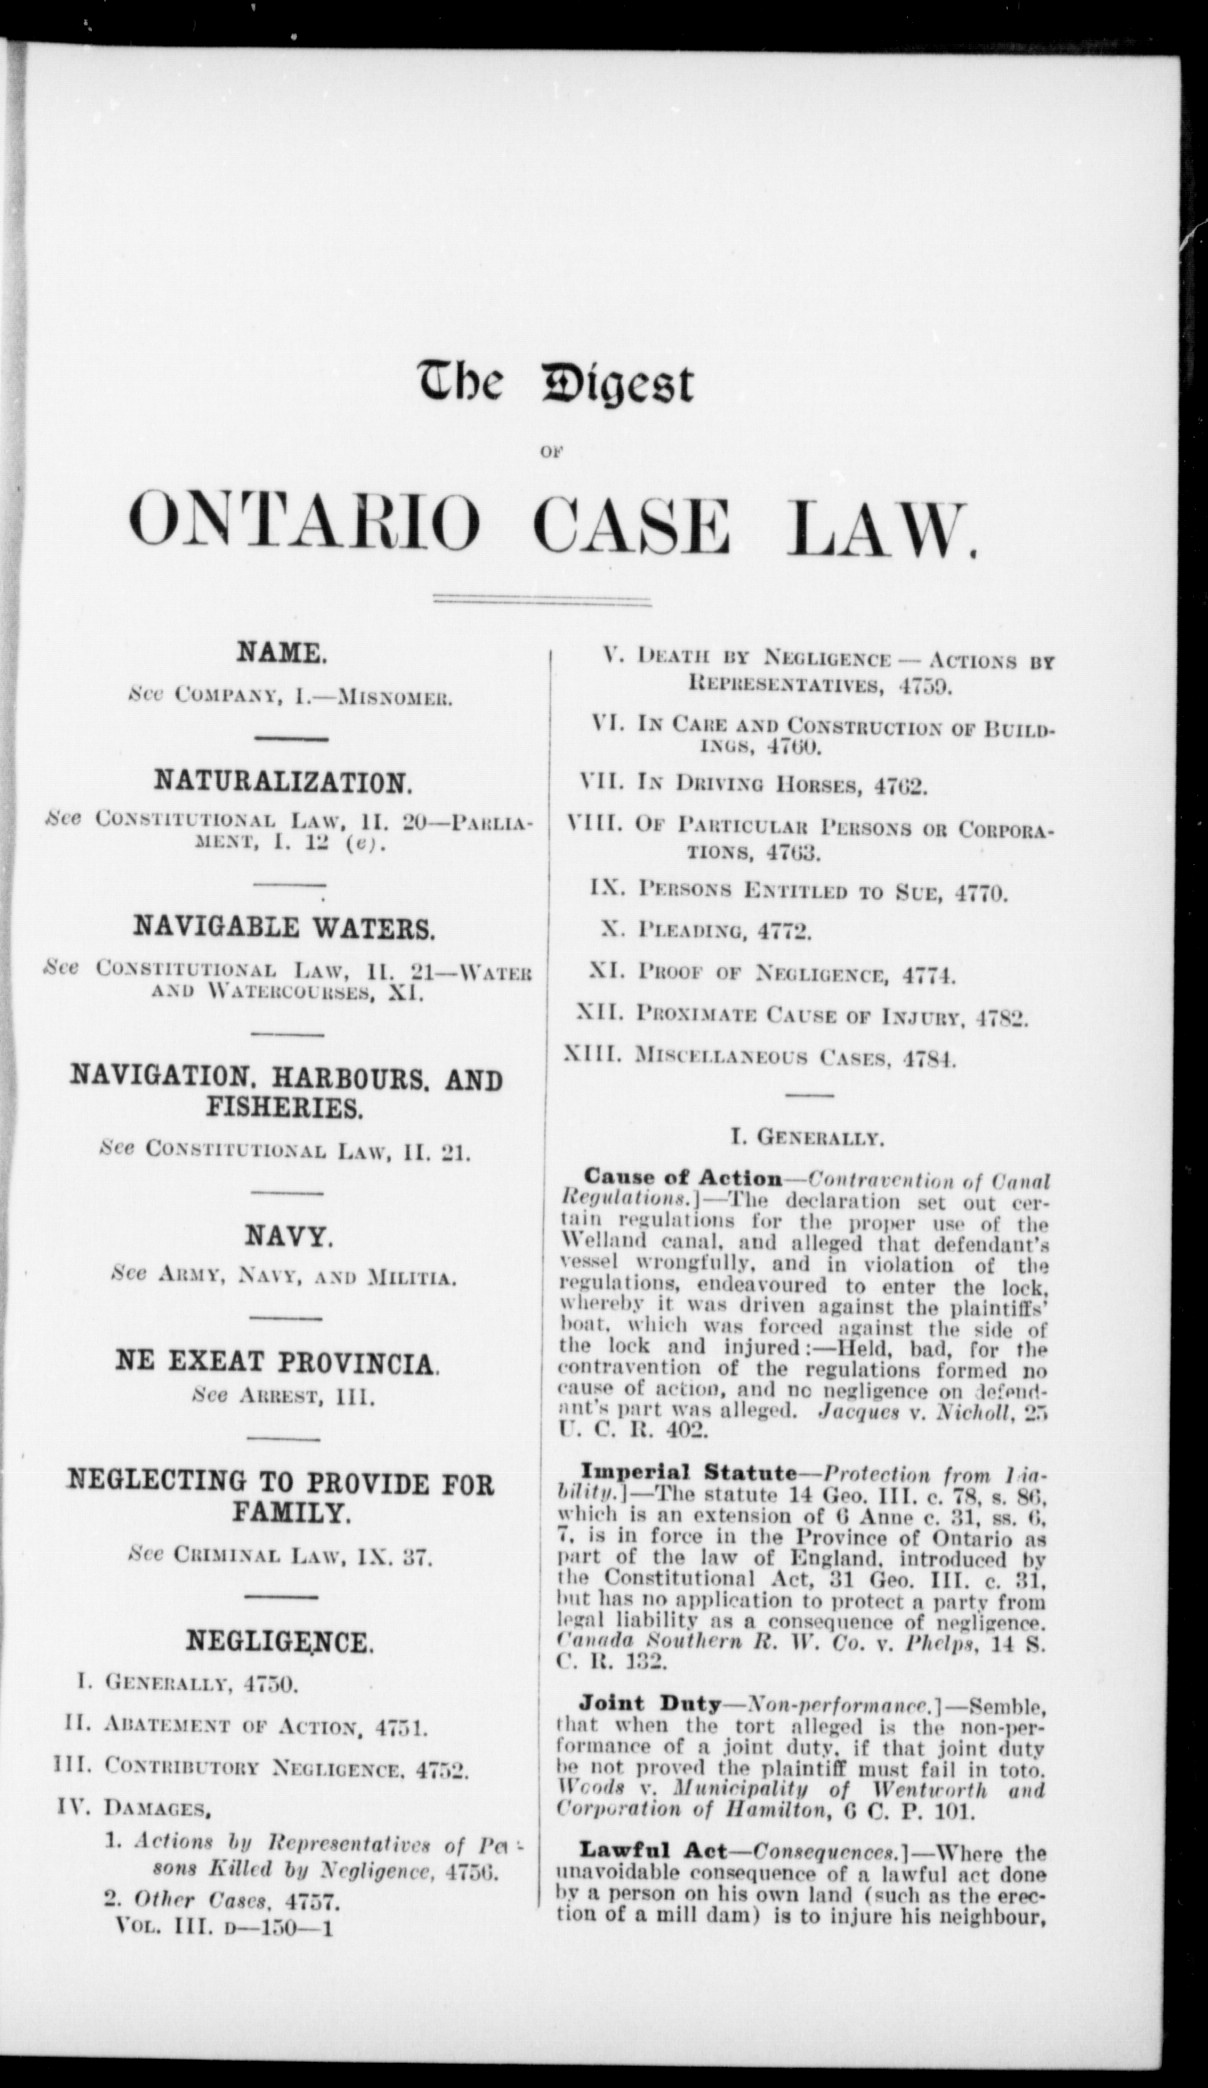 The Digest
OF
ONTARIO CASE LAW.
NAME.
See COMPANY, I.—MISNOMER.
NATURALIZATION.
See CONSTITUTIONAL LAW, II. 20—PARLIA-
MENT, I. 12 (e).
NAVIGABLE WATERS.
See CONSTITUTIONAL LAW, II. 21—WATER
AND WATERCOURSES, XI.
NAVIGATION, HARBOURS, AND
FISHERIES.
See CONSTITUTIONAL LAW, II. 21.
NAVY.
See ARMY, NAVY, AND MILITIA.
NE EXEAT PROVINCIA.
See ARREST, III.
NEGLECTING TO PROVIDE FOR
FAMILY.
See CRIMINAL LAW, IX. 37.
NEGLIGENCE.
I. GENERALLY, 4750.
II. ABATEMENT OF ACTION, 4751.
III. CONTRIBUTORY NEGLIGENCE, 4752.
IV. DAMAGES,
1. Actions by Representatives of Per-
sons Killed by Negligence, 4756.
2. Other Cases, 4757.
VOL. III. D—150—1
V. DEATH BY NEGLIGENCE — ACTIONS BY
REPRESENTATIVES, 4759.
VI. IN CARE AND CONSTRUCTION OF BUILD-
INGS, 4760.
VII. IN DRIVING HORSES, 4762.
VIII. OF PARTICULAR PERSONS OR CORPORA-
TIONS, 4763.
IX. PERSONS ENTITLED TO SUE, 4770.
X. PLEADING, 4772.
XI. PROOF OF NEGLIGENCE, 4774.
XII. PROXIMATE CAUSE OF INJURY, 4782.
XIII. MISCELLANEOUS CASES, 4784.
I. GENERALLY.
Cause of Action—Contravention of Canal
Regulations.]—The declaration set out cer-
tain regulations for the proper use of the
Welland canal, and alleged that defendant's
vessel wrongfully, and in violation of the
regulations, endeavoured to enter the lock,
whereby it was driven against the plaintiffs'
boat, which was forced against the side of
the lock and injured:—Held, bad, for the
contravention of the regulations formed no
cause of action, and no negligence on defend-
ant's part was alleged. Jacques v. Nicholl, 25
U. C. R. 402.
Imperial Statute—Protection from Lia-
bility.]—The statute 14 Geo. III. c. 78, s. 86,
which is an extension of 6 Anne c. 31, ss. 6,
7, is in force in the Province of Ontario as
part of the law of England, introduced by
the Constitutional Act, 31 Geo. III. c. 31,
but has no application to protect a party from
legal liability as a consequence of negligence.
Canada Southern R. W. Co. v. Phelps, 14 S.
C. R. 132.
Joint Duty—Non-performance.]—Semble,
that when the tort alleged is the non-per-
formance of a joint duty, if that joint duty
be not proved the plaintiff must fail in toto.
Woods v. Municipality of Wentworth and
Corporation of Hamilton, 6 C. P. 101.
Lawful Act—Consequences.]—Where the
unavoidable consequence of a lawful act done
by a person on his own land (such as the erec-
tion of a mill dam) is to injure his neighbour,